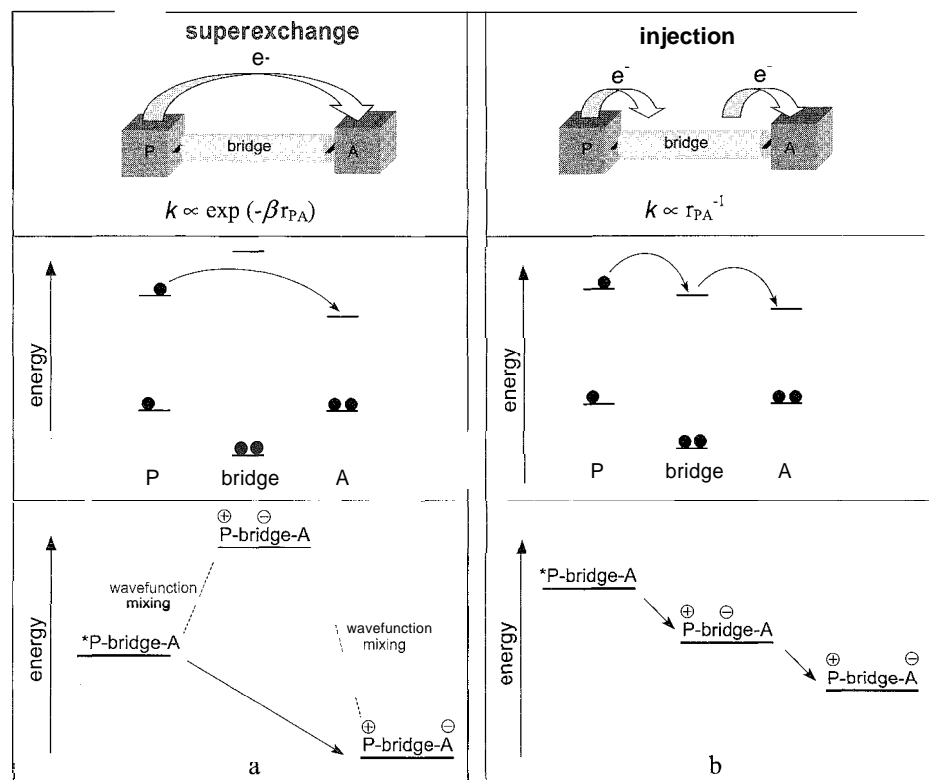 superexchange
e-
P
bridge
A
k ∝ exp (-βr_PA)
energy
P bridge A
energy
⊕ ⊖
P-bridge-A
wavefunction
mixing
*P-bridge-A
wavefunction
mixing
⊕ ⊖
P-bridge-A
a
injection
e⁻ e⁻
P
bridge
A
k ∝ r_PA⁻¹
energy
P bridge A
energy
*P-bridge-A
⊕ ⊖
P-bridge-A
⊕ ⊖
P-bridge-A
b